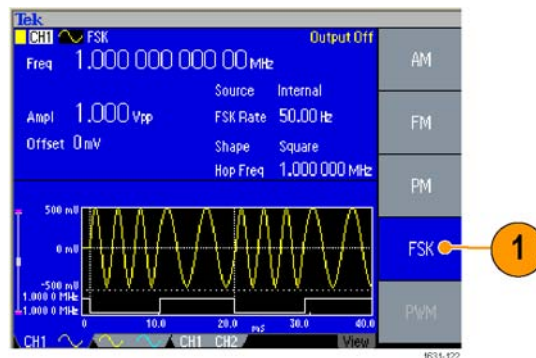 Tek
CH1 FSK Output Off
Freq 1.000 000 000 00 MHz
Source Internal
Ampl 1.000 Vpp FSK Rate 50.00 Hz
Offset 0 mV Shape Square
Hop Freq 1.000 000 MHz
500 mV
0 mV
-500 mV
1.000 0 MHz
1.000 0 MHz
0 10.0 20.0 ms 30.0 40.0
CH1 CH1 CH2 View
AM
FM
PM
FSK
PWM
1
1631-122